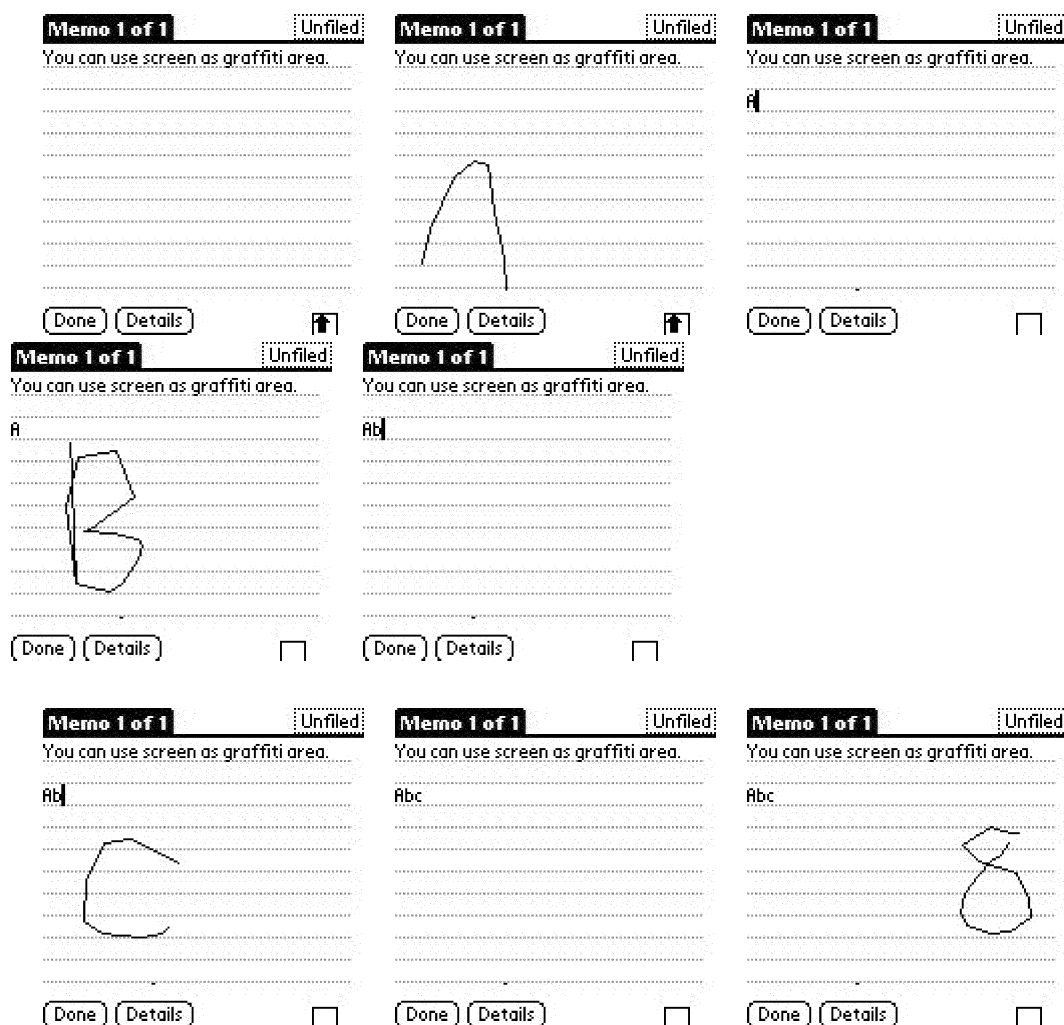 Memo 1 of 1 Unfiled
You can use screen as graffiti area.
Done Details
Memo 1 of 1 Unfiled
You can use screen as graffiti area.
Done Details
Memo 1 of 1 Unfiled
You can use screen as graffiti area.
A
Done Details
Memo 1 of 1 Unfiled
You can use screen as graffiti area.
A
B
Done Details
Memo 1 of 1 Unfiled
You can use screen as graffiti area.
Ab
Done Details
Memo 1 of 1 Unfiled
You can use screen as graffiti area.
Ab
C
Done Details
Memo 1 of 1 Unfiled
You can use screen as graffiti area.
Abc
Done Details
Memo 1 of 1 Unfiled
You can use screen as graffiti area.
Abc
8
Done Details